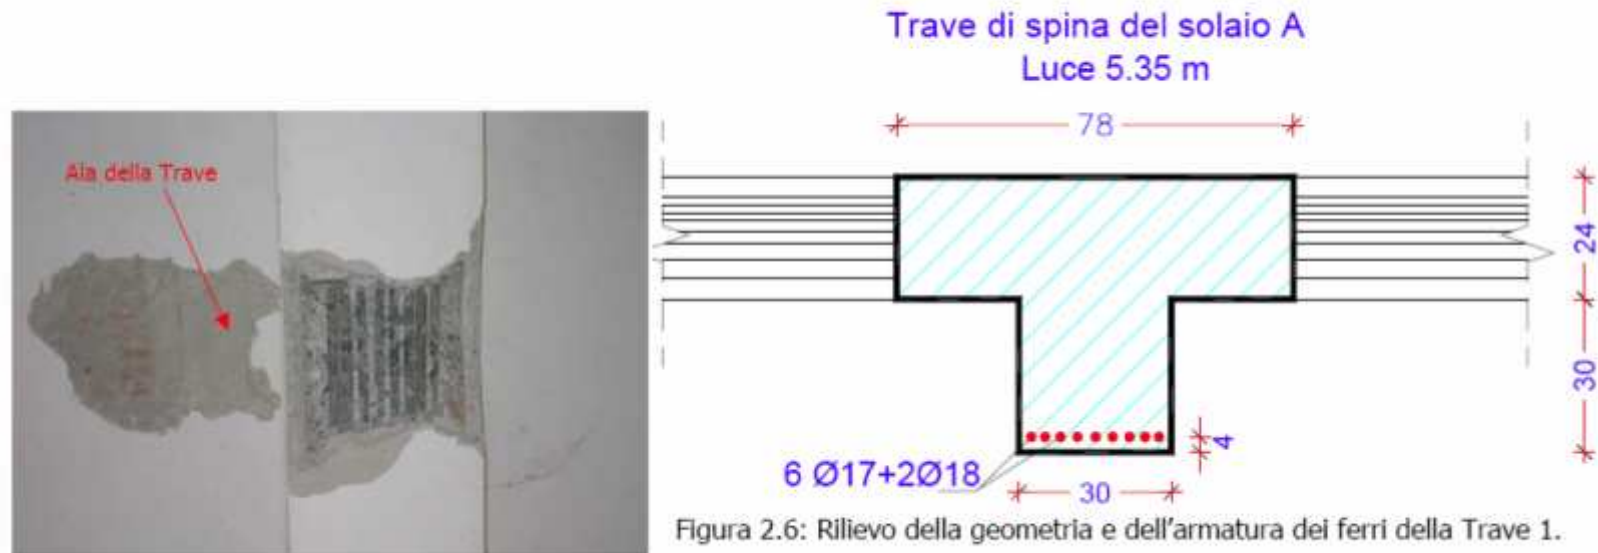 Trave di spina del solaio A
Luce 5.35 m
Ala della Trave
78
24
30
4
6 Ø17+2Ø18
30
Figura 2.6: Rilievo della geometria e dell'armatura dei ferri della Trave 1.